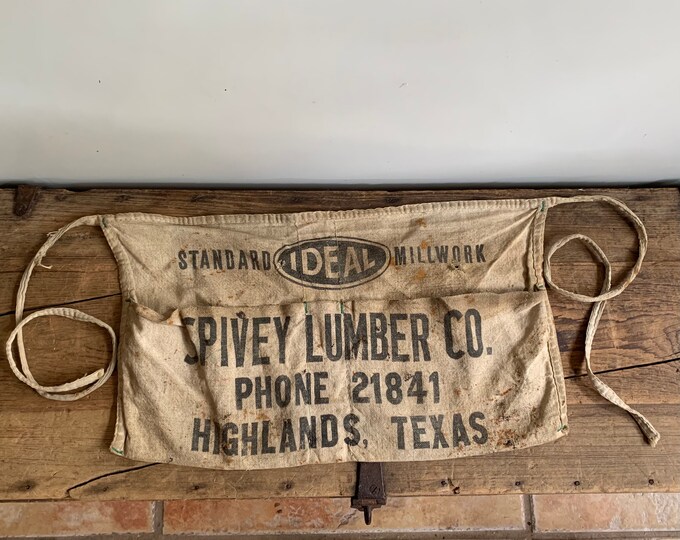 STANDARD IDEAL MILLWORK
SPIVEY LUMBER CO.
PHONE 21841
HIGHLANDS, TEXAS